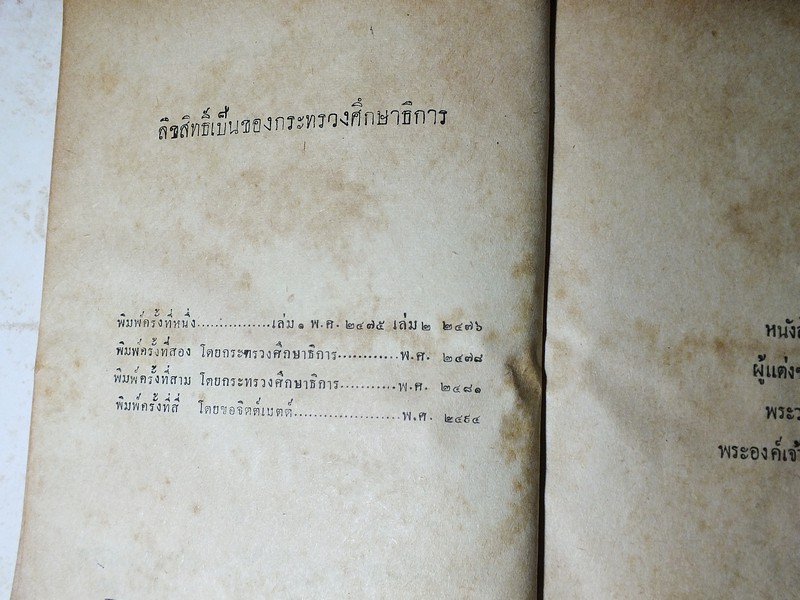 ลิขสิทธิ์เป็นของกระทรวงศึกษาธิการ
พิมพ์ครั้งที่หนึ่ง...............เล่ม ๑ พ.ศ. ๒๔๗๕ เล่ม ๒ ๒๔๗๖
พิมพ์ครั้งที่สอง โดยกระทรวงศึกษาธิการ............พ.ศ. ๒๔๗๘
พิมพ์ครั้งที่สาม โดยกระทรวงศึกษาธิการ...........พ.ศ. ๒๔๘๑
พิมพ์ครั้งที่สี่ โดยขอจิตต์เมตต์.....................พ.ศ. ๒๔๙๔
หนังสื
ผู้แต่ง
พระว
พระองค์เจ้